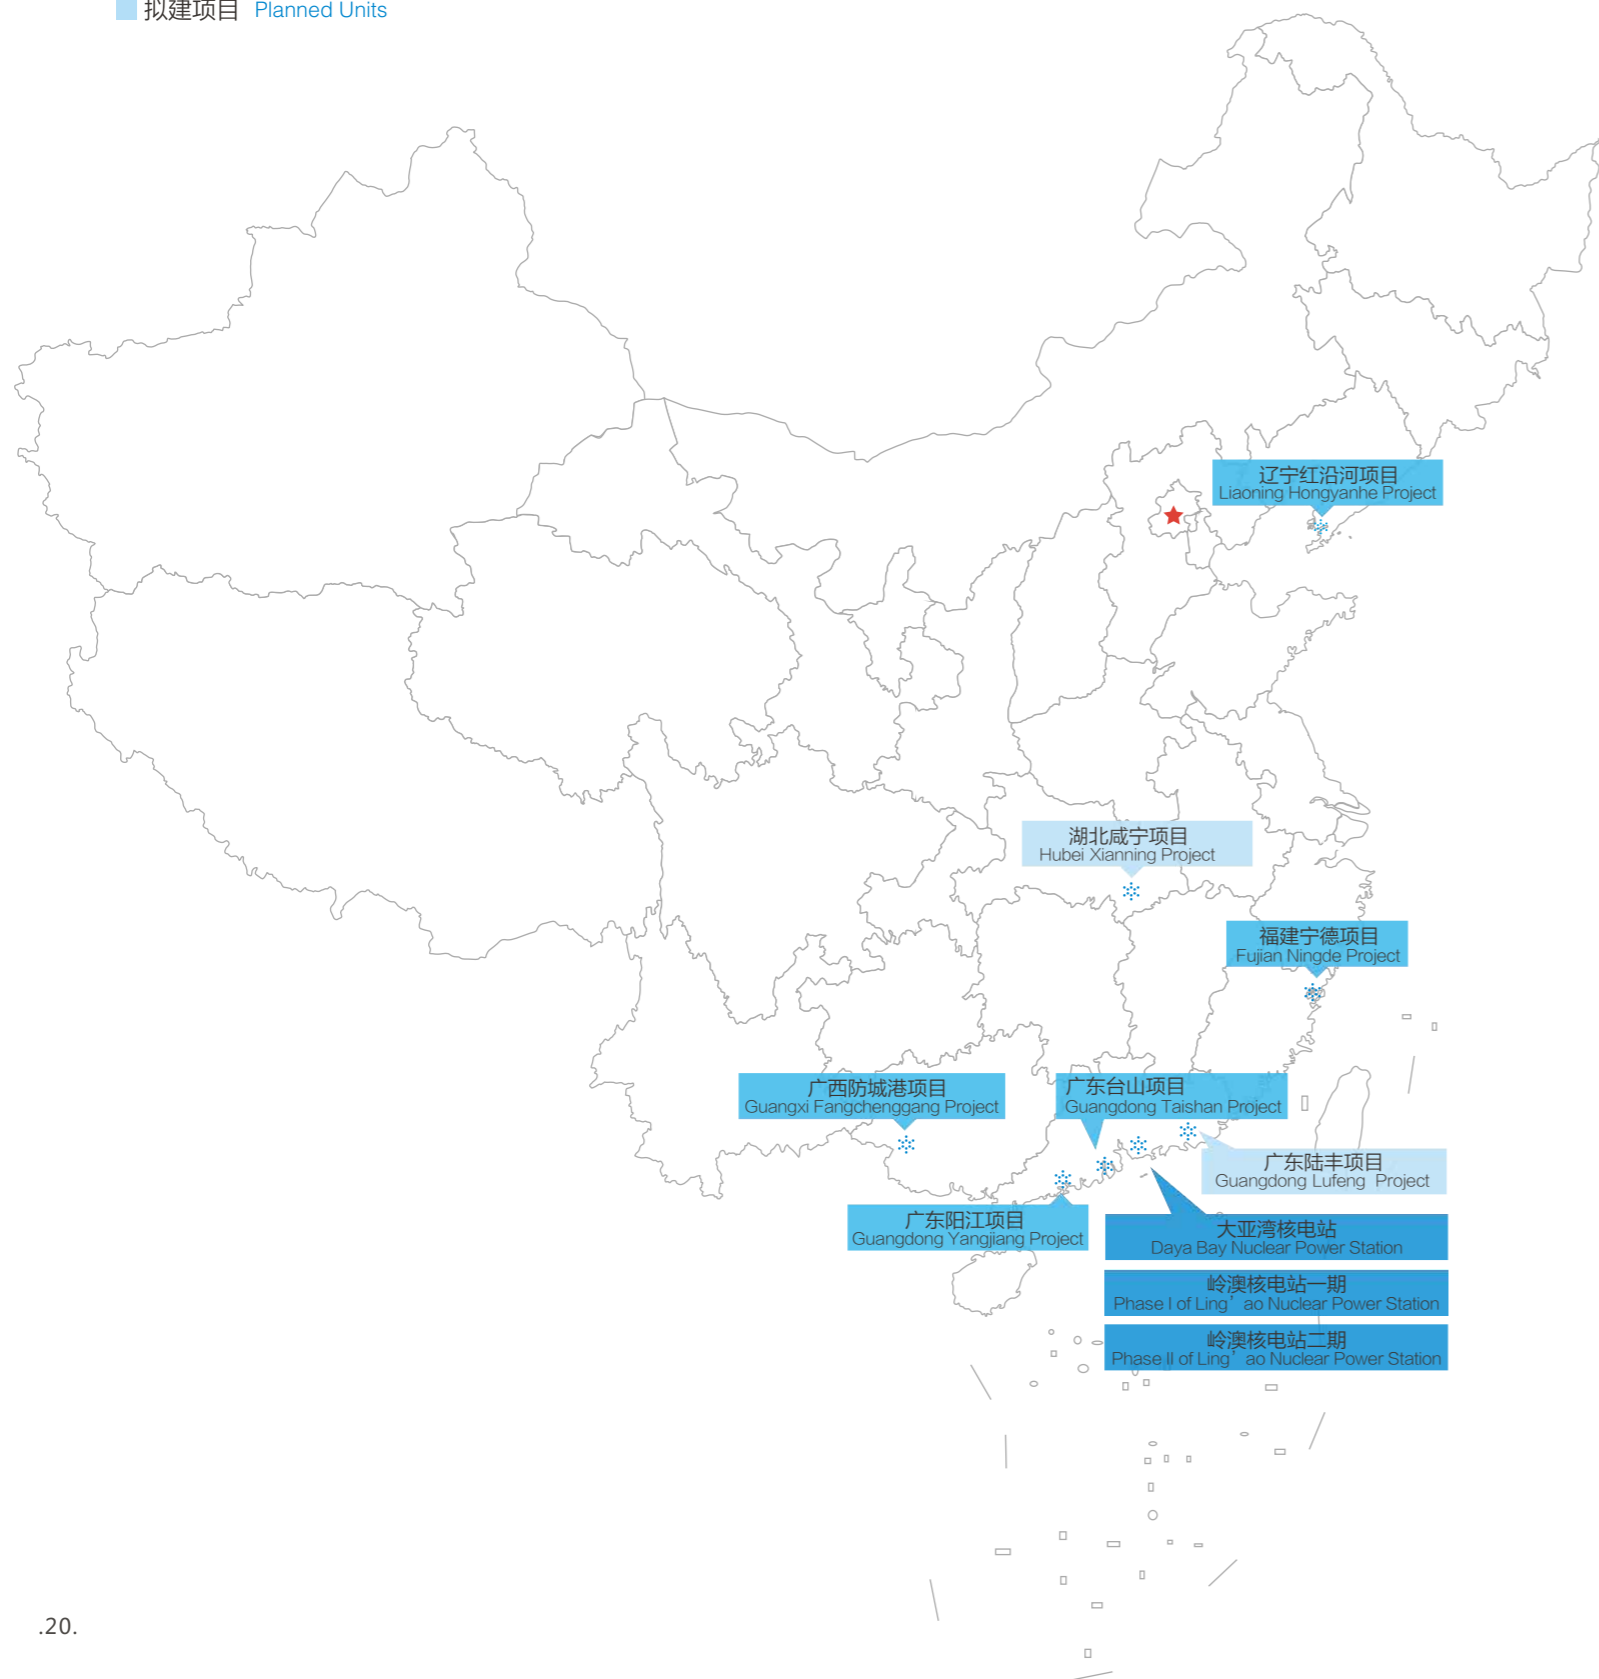 拟建项目 Planned Units
辽宁红沿河项目
Liaoning Hongyanhe Project
湖北咸宁项目
Hubei Xianning Project
福建宁德项目
Fujian Ningde Project
广西防城港项目
Guangxi Fangchenggang Project
广东台山项目
Guangdong Taishan Project
广东陆丰项目
Guangdong Lufeng Project
广东阳江项目
Guangdong Yangjiang Project
大亚湾核电站
Daya Bay Nuclear Power Station
岭澳核电站一期
Phase I of Ling’ao Nuclear Power Station
岭澳核电站二期
Phase II of Ling’ao Nuclear Power Station
.20.